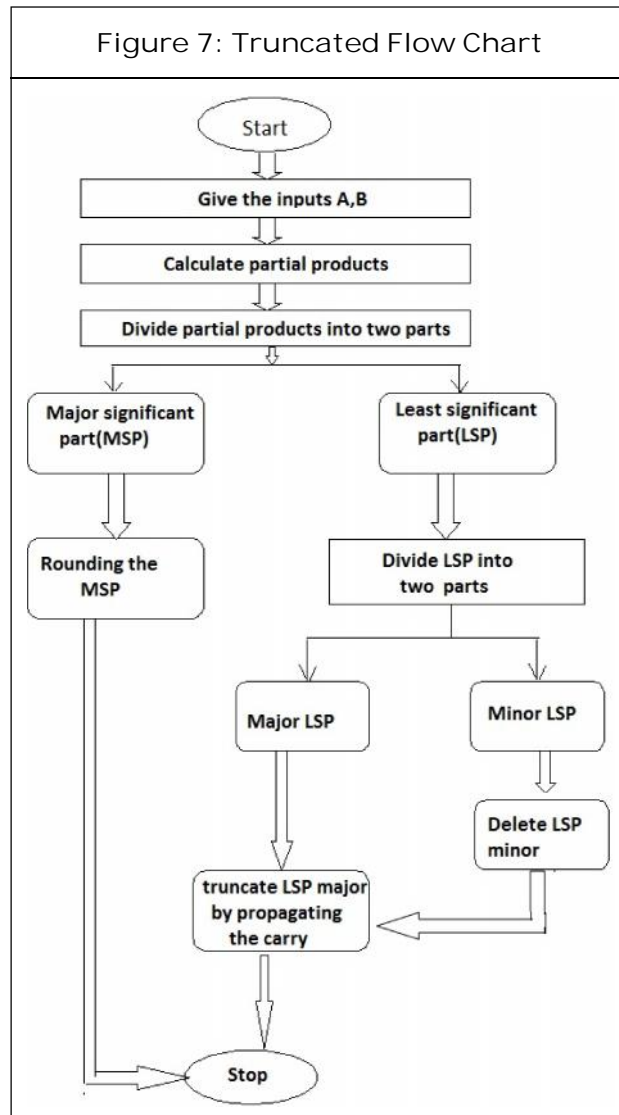 Figure 7: Truncated Flow Chart
Start
Give the inputs A,B
Calculate partial products
Divide partial products into two parts
Major significant
part(MSP)
Least significant
part(LSP)
Rounding the
MSP
Divide LSP into
two parts
Major LSP
Minor LSP
Delete LSP
minor
truncate LSP major
by propagating
the carry
Stop